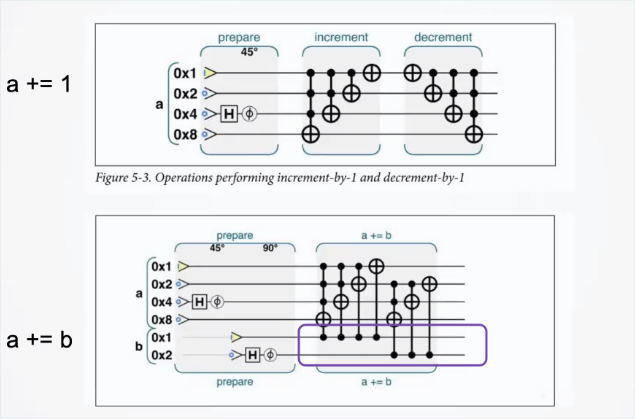 a += 1
prepare increment decrement
45°
a
0x1
0x2
0x4 H ϕ
0x8
Figure 5-3. Operations performing increment-by-1 and decrement-by-1
a += b
prepare a += b
45° 90°
a
0x1
0x2
0x4 H ϕ
0x8
b
0x1
0x2 H ϕ
prepare a += b